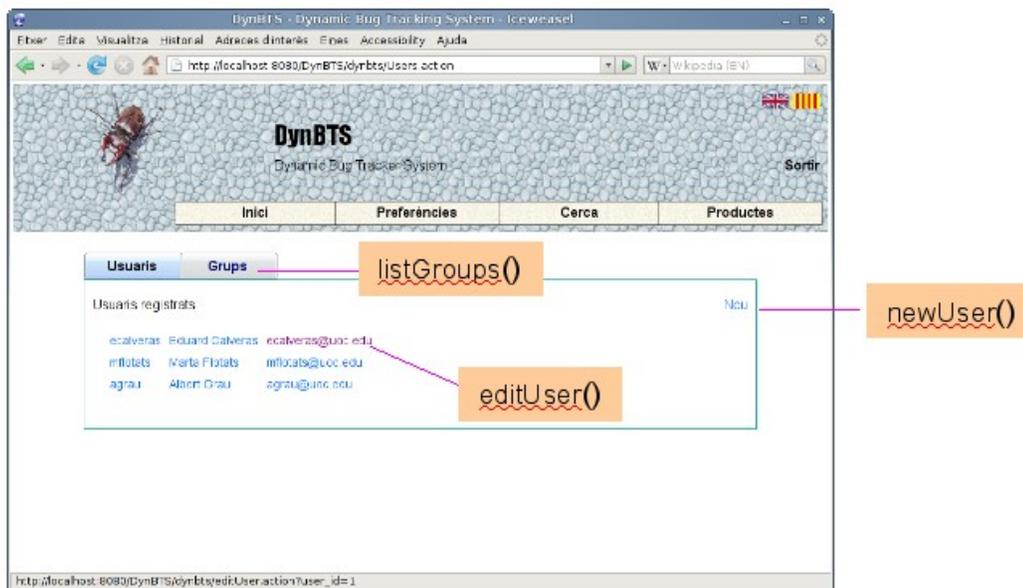 DynBTS - Dynamic Bug Tracking System - Iceweasel
Fitxer Edita Visualitza Historial Adreces d'interès Eines Accessibility Ajuda
http://localhost:8080/DynBTS/dynbts/Users.action
W Wikipedia (EN)
DynBTS
Dynamic Bug Tracker System
Sortir
Inici Preferències Cerca Productes
Usuaris Grups
listGroups()
Usuaris registrats Nou
newUser()
ecalveras Eduard Calveras ecalveras@uoc.edu
mflotats Marta Flotats mflotats@uoc.edu
agrau Albert Grau agrau@uoc.edu
editUser()
http://localhost:8080/DynBTS/dynbts/editUser.action?user_id=1